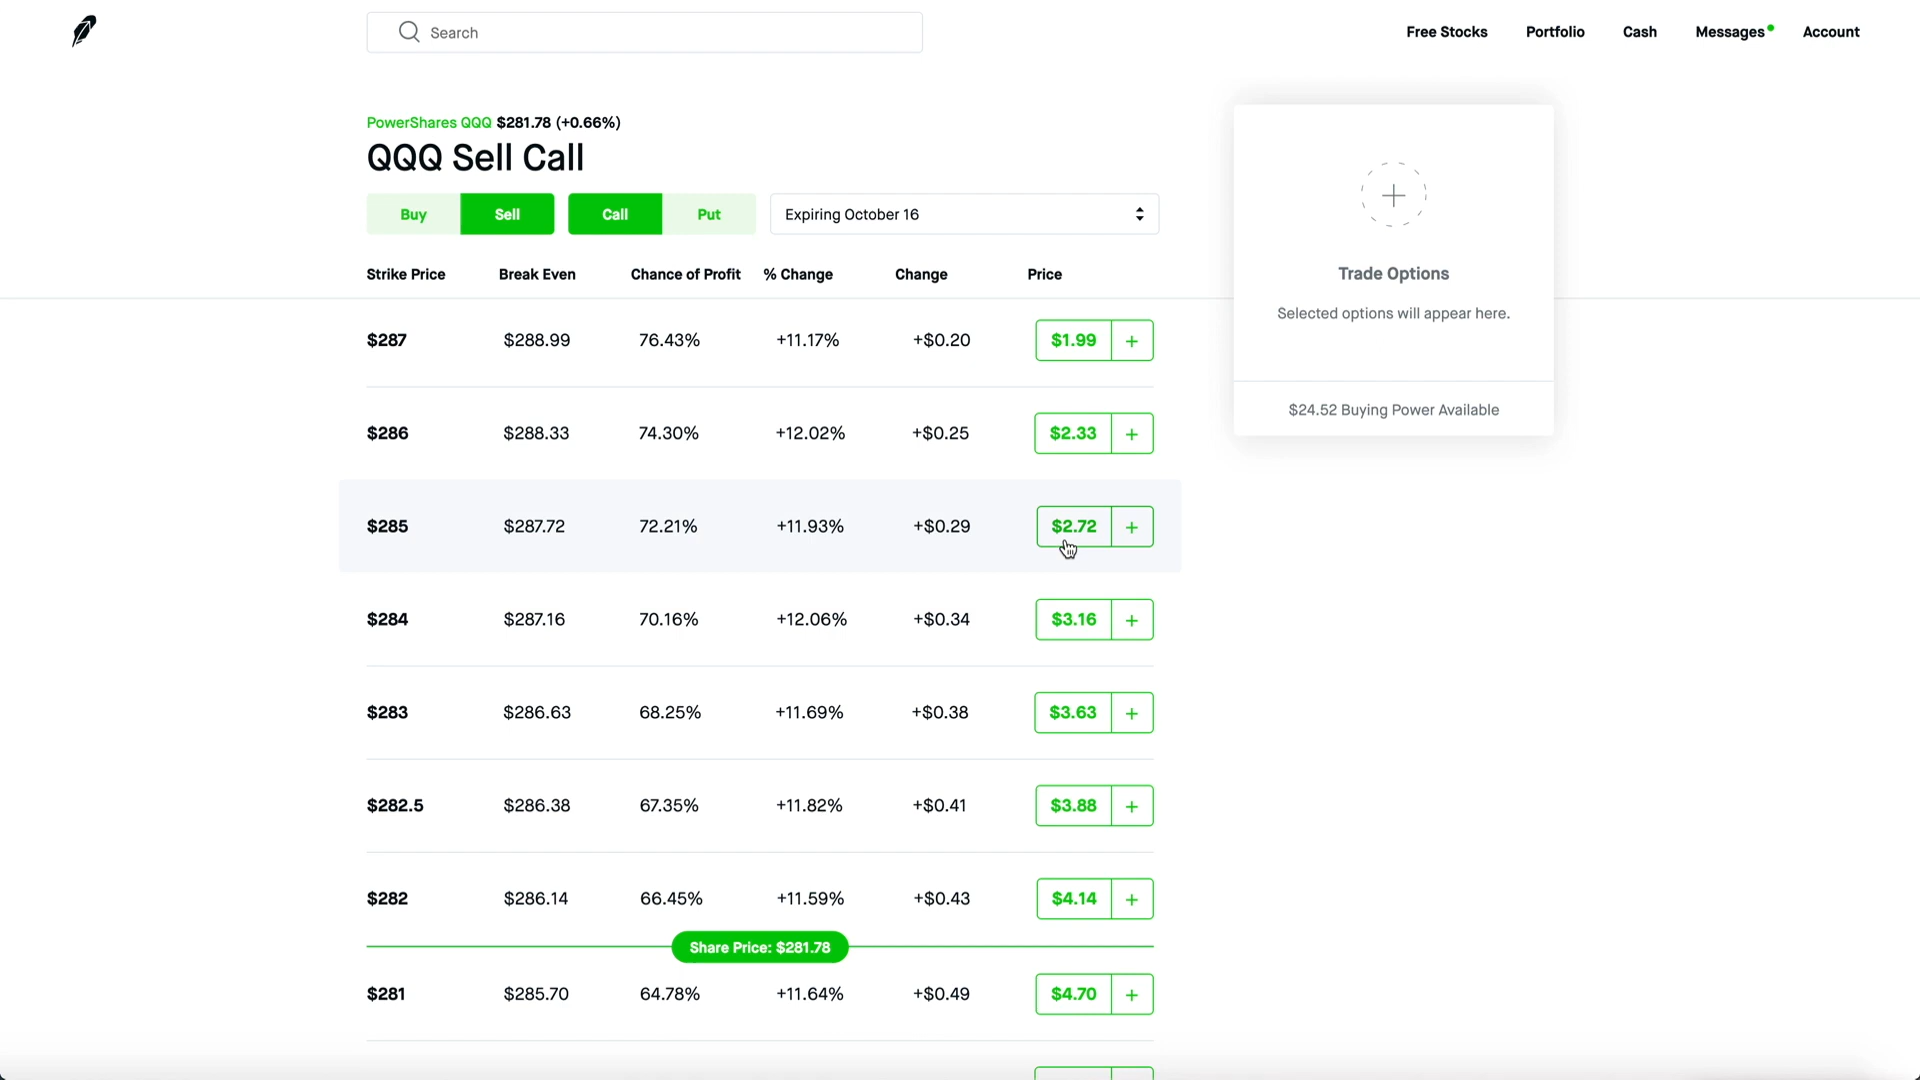 Search
Free Stocks Portfolio Cash Messages Account
PowerShares QQQ $281.78 (+0.66%)
QQQ Sell Call
Buy Sell Call Put Expiring October 16
Strike Price Break Even Chance of Profit % Change Change Price
$287 $288.99 76.43% +11.17% +$0.20 $1.99 +
$286 $288.33 74.30% +12.02% +$0.25 $2.33 +
$285 $287.72 72.21% +11.93% +$0.29 $2.72 +
$284 $287.16 70.16% +12.06% +$0.34 $3.16 +
$283 $286.63 68.25% +11.69% +$0.38 $3.63 +
$282.5 $286.38 67.35% +11.82% +$0.41 $3.88 +
$282 $286.14 66.45% +11.59% +$0.43 $4.14 +
Share Price: $281.78
$281 $285.70 64.78% +11.64% +$0.49 $4.70 +
Trade Options
Selected options will appear here.
$24.52 Buying Power Available